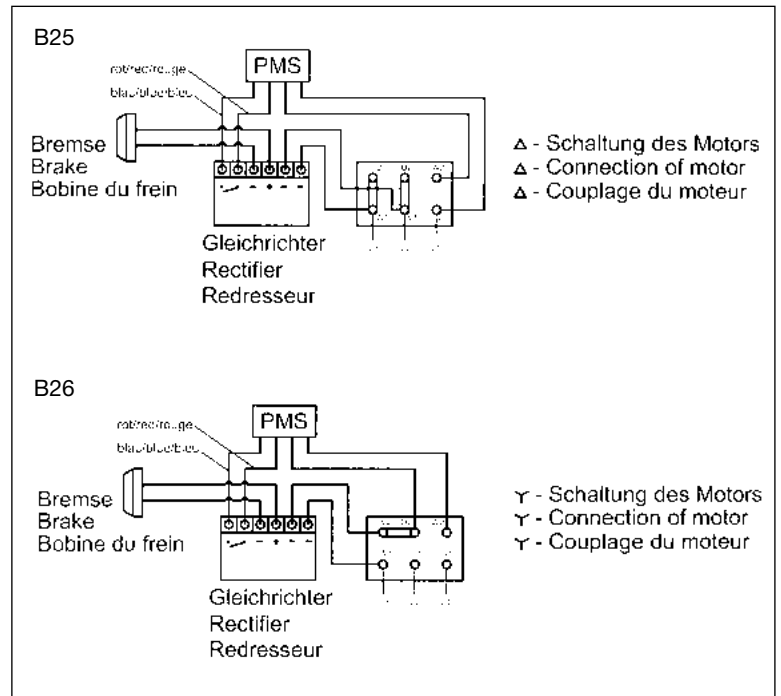 B25
PMS
rot/red/rouge
blau/blue/bleu
Bremse
Brake
Bobine du frein
Δ - Schaltung des Motors
Δ - Connection of motor
Δ - Couplage du moteur
Gleichrichter
Rectifier
Redresseur
B26
PMS
rot/red/rouge
blau/blue/bleu
Bremse
Brake
Bobine du frein
Y - Schaltung des Motors
Y - Connection of motor
Y - Couplage du moteur
Gleichrichter
Rectifier
Redresseur